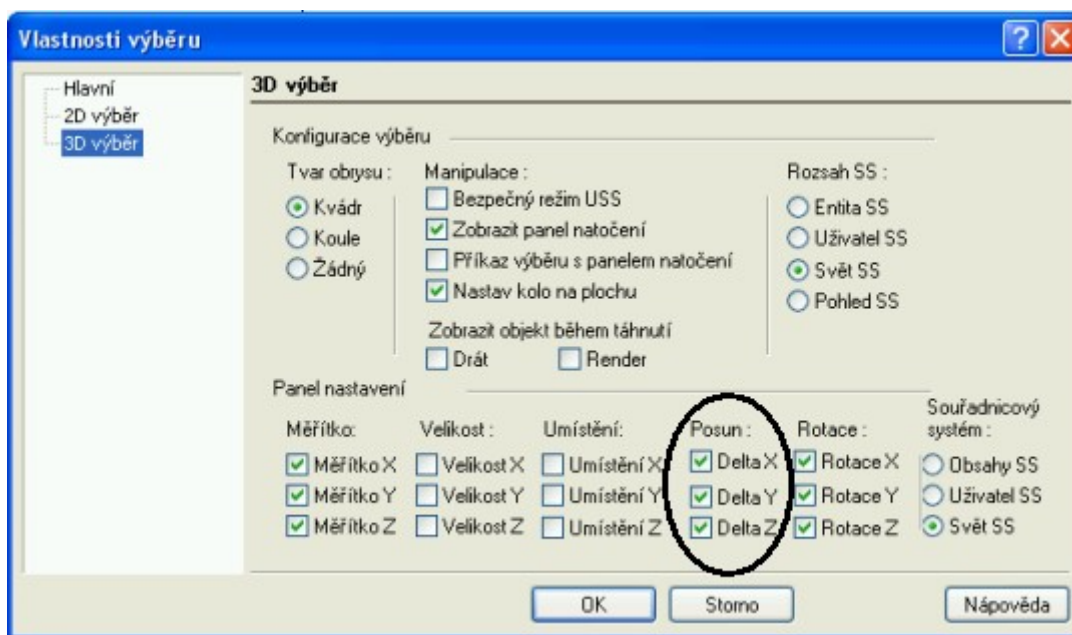 Vlastnosti výběru
Hlavní
2D výběr
3D výběr
3D výběr
Konfigurace výběru
Tvar obrysu :
Kvádr
Koule
Žádný
Manipulace :
Bezpečný režim USS
Zobrazit panel natočení
Příkaz výběru s panelem natočení
Nastav kolo na plochu
Zobrazit objekt během táhnutí
Drát Render
Rozsah SS :
Entita SS
Uživatel SS
Svět SS
Pohled SS
Panel nastavení
Měřítko: Velikost : Umístění: Posun : Rotace : Souřadnicový systém :
Měřítko X Velikost X Umístění X Delta X Rotace X Obsahy SS
Měřítko Y Velikost Y Umístění Y Delta Y Rotace Y Uživatel SS
Měřítko Z Velikost Z Umístění Z Delta Z Rotace Z Svět SS
OK Storno Nápověda